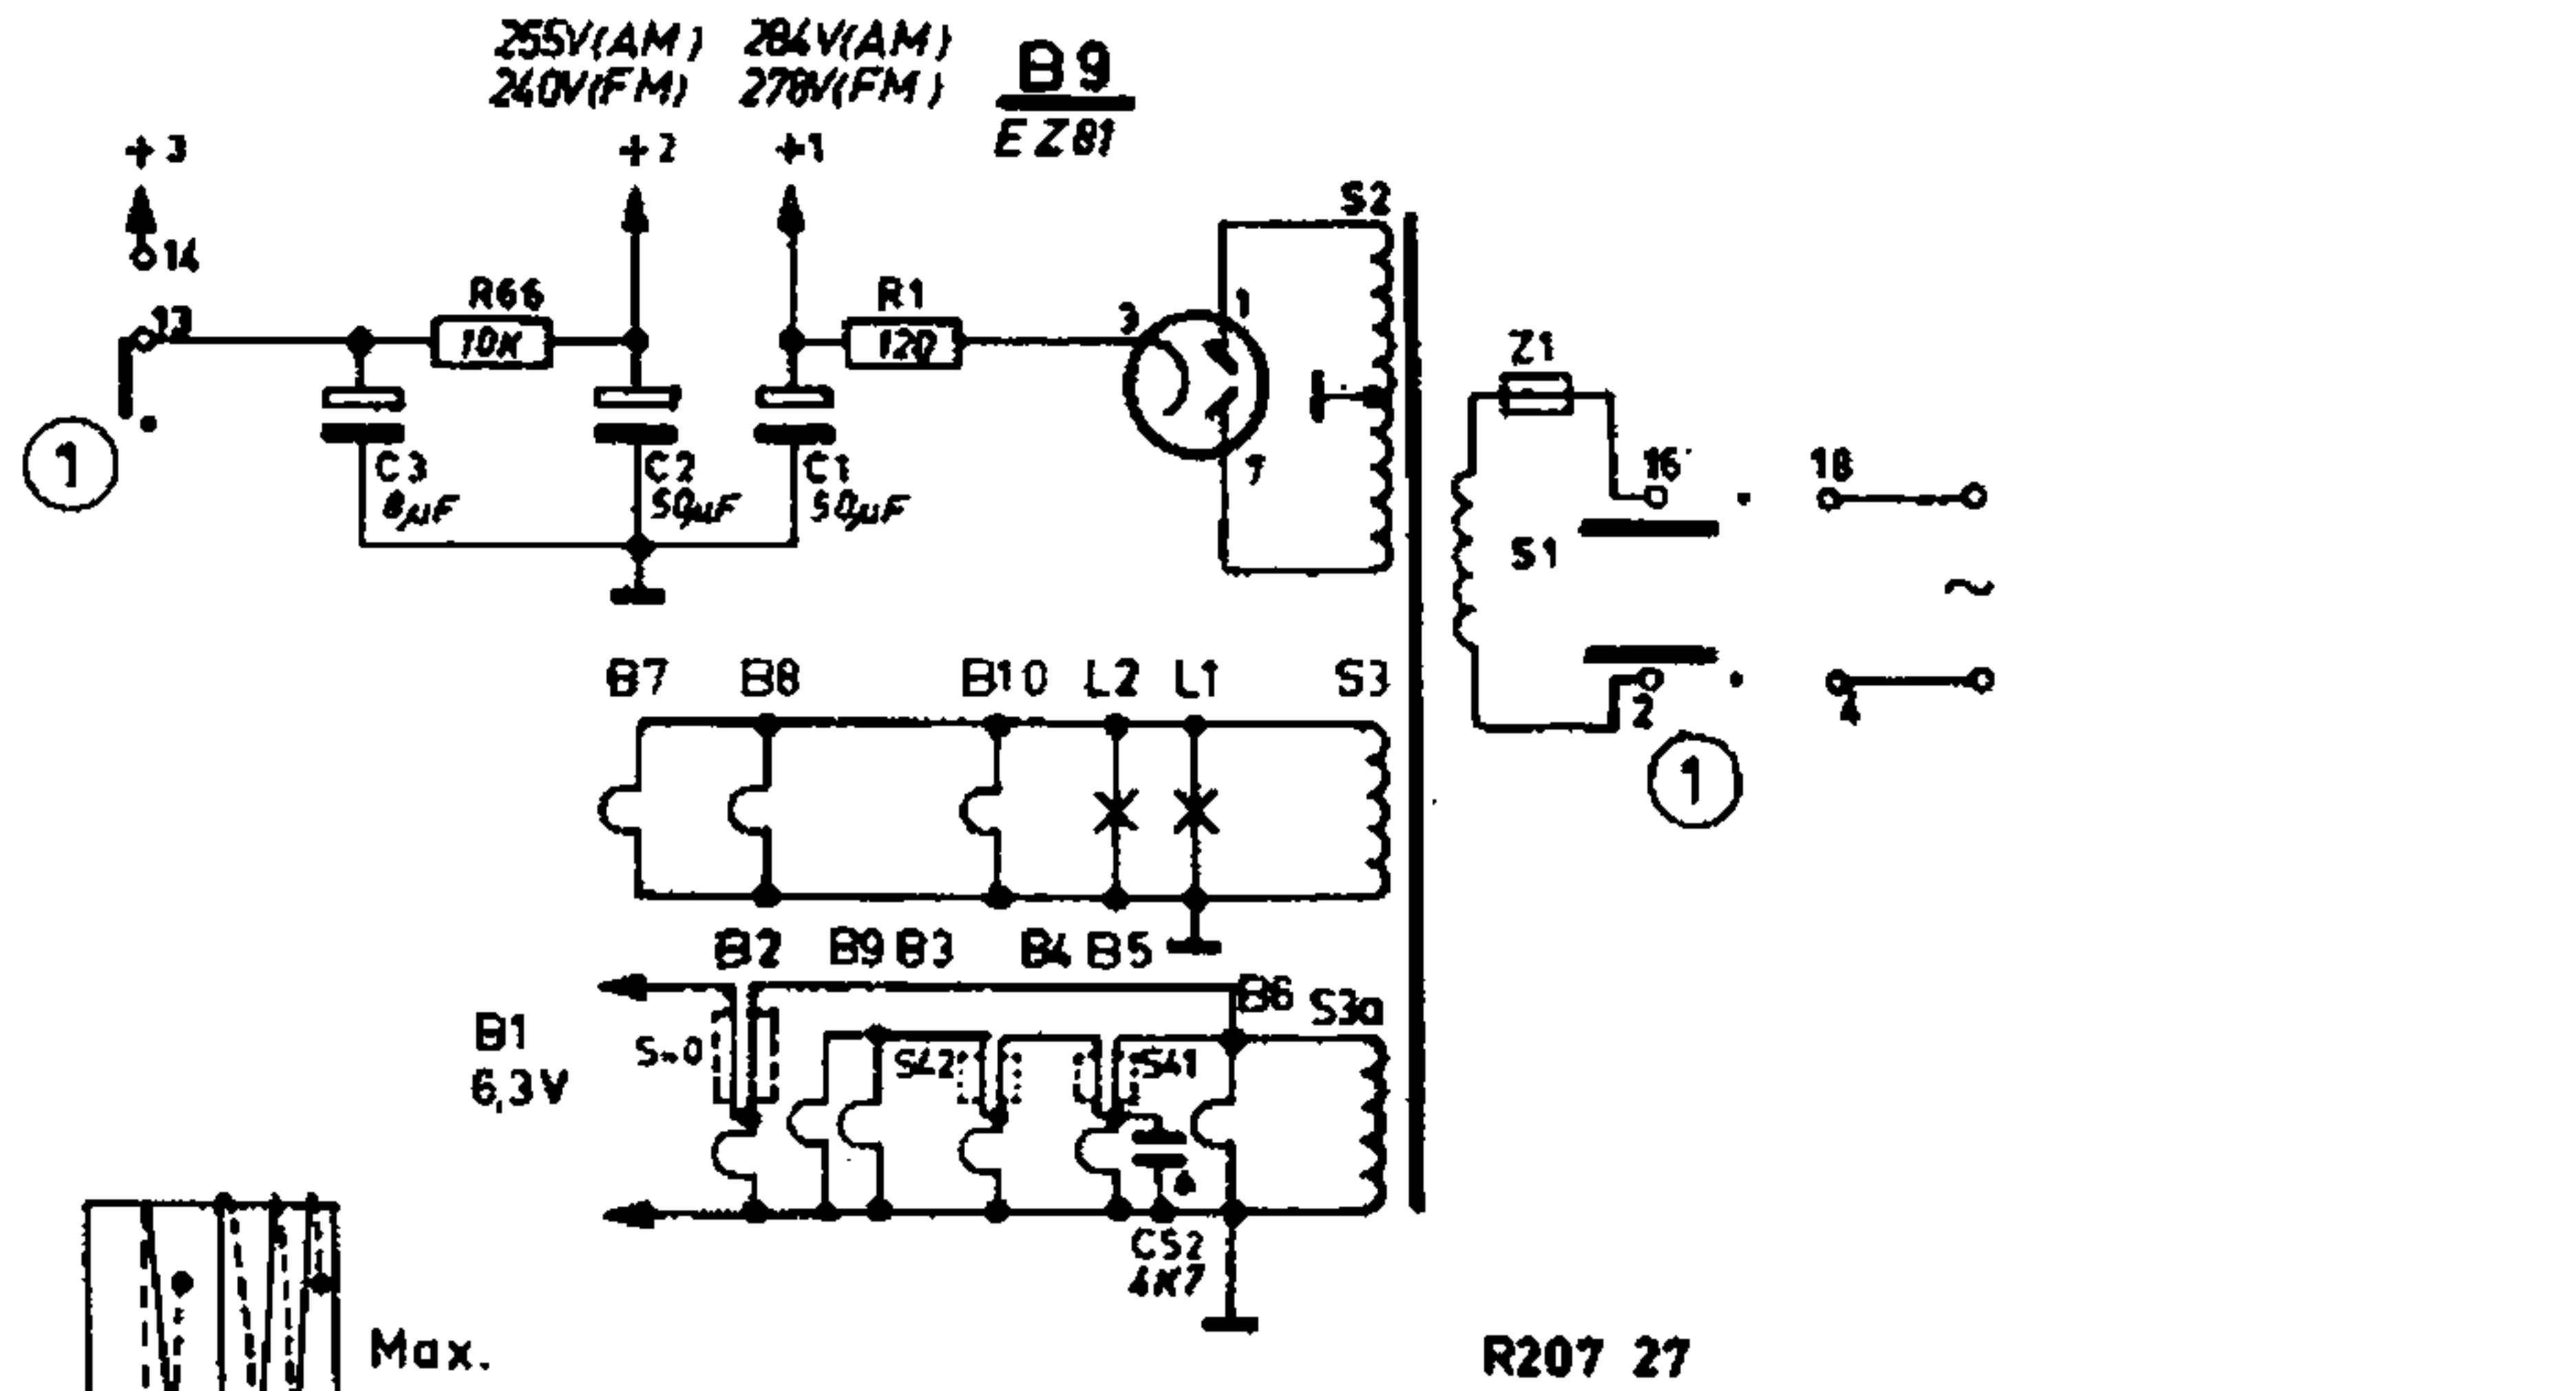 255V(AM) 284V(AM) B9
240V(FM) 278V(FM)
EZ81
+3 +2 +1
S2
14
R66 R1
13 10K 120 3 1
Z1
1 C3 C2 C1 7 16 18
8µF 50µF 50µF
S1
~
B7 B8 B10 L2 L1 S3
2 4
1
B2 B9 B3 B4 B5
B6 S3a
B1 S42 S41
6,3V
C52
4K7
Max.
R207 27